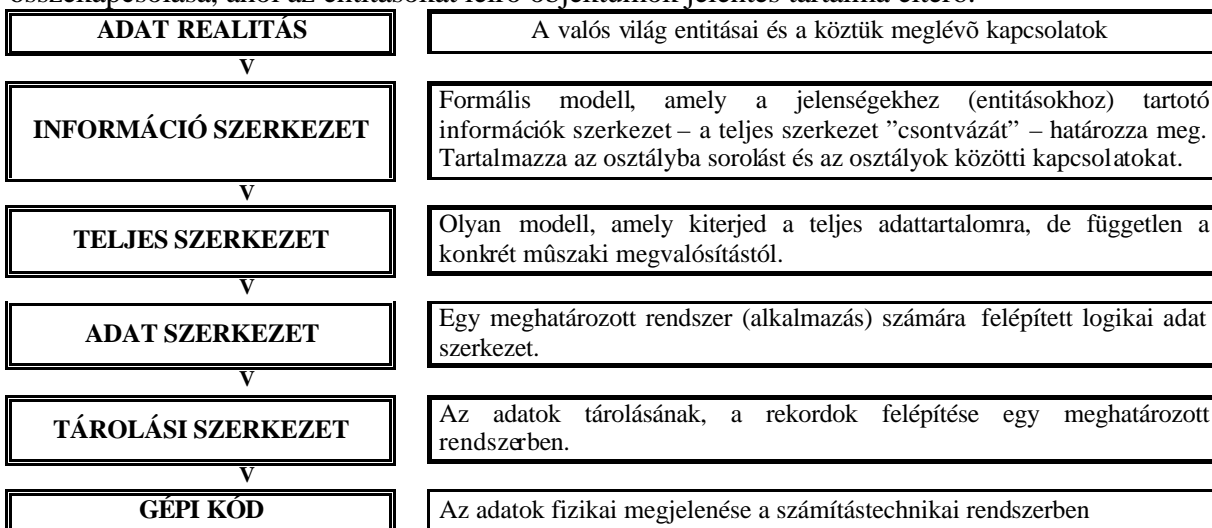 összekapcsolása, ahol az entitásokat leíró objektumok jelentés tartalma eltérő.
ADAT REALITÁS
A valós világ entitásai és a köztük meglévõ kapcsolatok
V
INFORMÁCIÓ SZERKEZET
Formális modell, amely a jelenségekhez (entitásokhoz) tartotó
információk szerkezet – a teljes szerkezet ”csontvázát” – határozza meg.
Tartalmazza az osztályba sorolást és az osztályok közötti kapcsolatokat.
V
TELJES SZERKEZET
Olyan modell, amely kiterjed a teljes adattartalomra, de független a
konkrét mûszaki megvalósítástól.
V
ADAT SZERKEZET
Egy meghatározott rendszer (alkalmazás) számára felépített logikai adat
szerkezet.
V
TÁROLÁSI SZERKEZET
Az adatok tárolásának, a rekordok felépítése egy meghatározott
rendszerben.
V
GÉPI KÓD
Az adatok fizikai megjelenése a számítástechnikai rendszerben